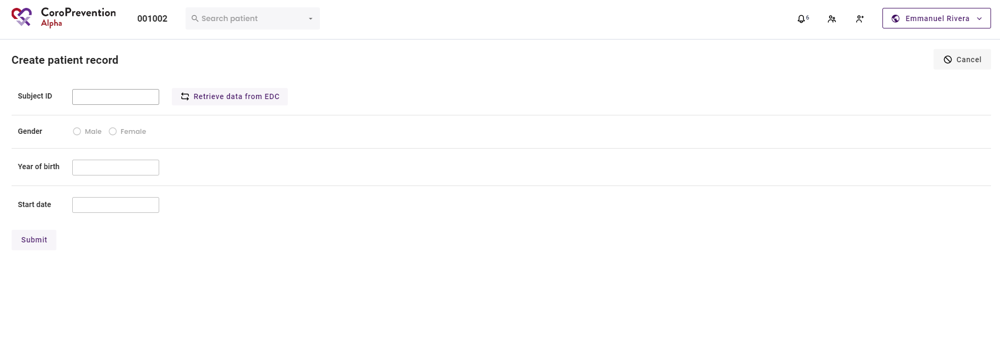 CoroPrevention
Alpha
001002
Search patient
6
Emmanuel Rivera
Create patient record
Cancel
Subject ID
Retrieve data from EDC
Gender
Male Female
Year of birth
Start date
Submit